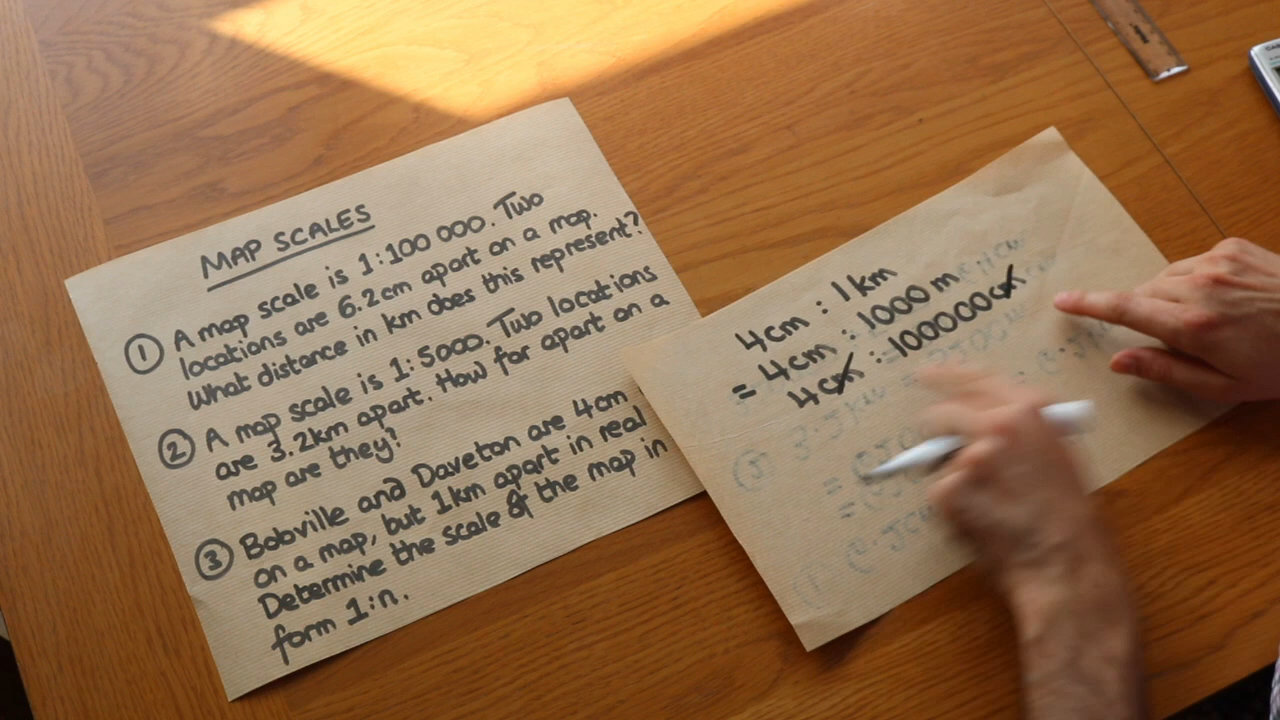 MAP SCALES
1 A map scale is 1:100 000. Two
locations are 6.2cm apart on a map.
What distance in km does this represent?
2 A map scale is 1:5000. Two locations
are 3.2km apart. How far apart on a
map are they?
3 Bobville and Daveton are 4cm
on a map, but 1km apart in real
Determine the scale of the map in
form 1:n.
4cm : 1km
= 4cm : 1000m
4cm : 100000cm